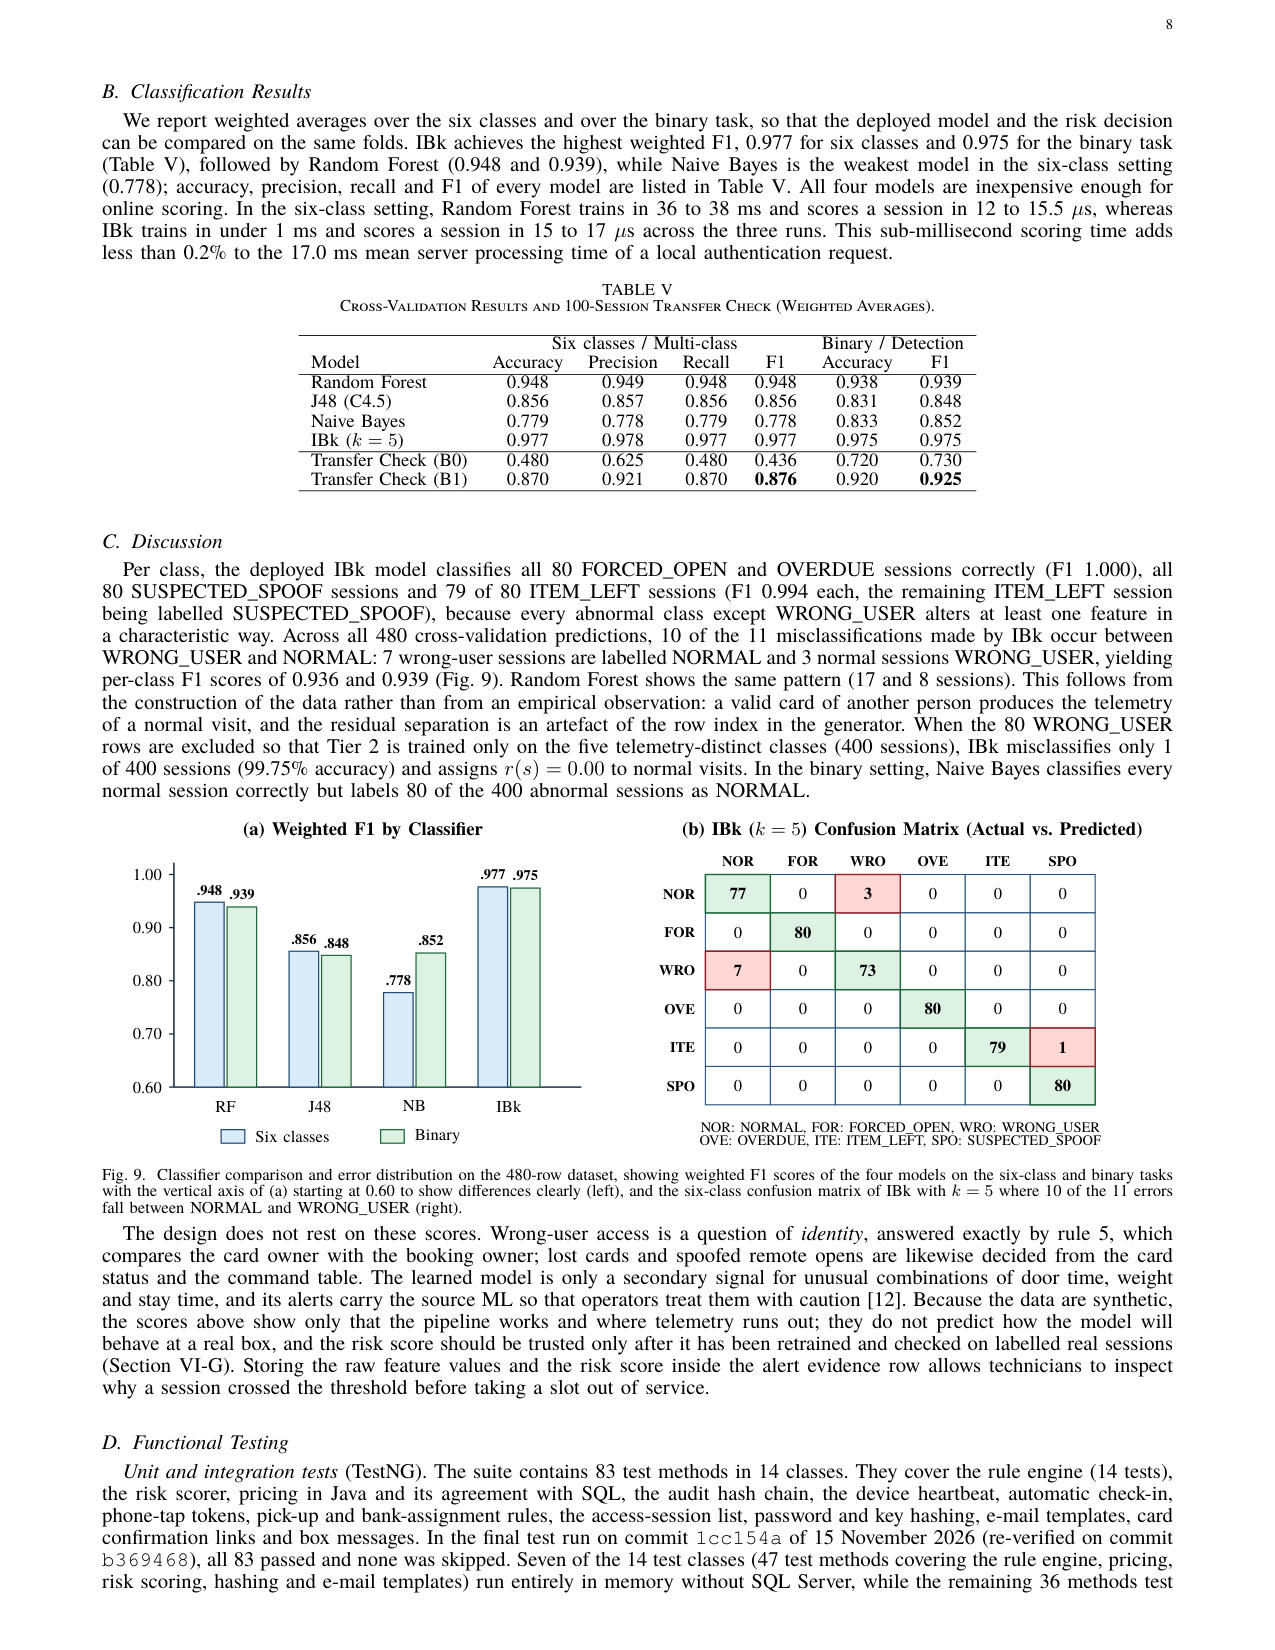 8
B. Classification Results
We report weighted averages over the six classes and over the binary task, so that the deployed model and the risk decision
can be compared on the same folds. IBk achieves the highest weighted F1, 0.977 for six classes and 0.975 for the binary task
(Table V), followed by Random Forest (0.948 and 0.939), while Naive Bayes is the weakest model in the six-class setting
(0.778); accuracy, precision, recall and F1 of every model are listed in Table V. All four models are inexpensive enough for
online scoring. In the six-class setting, Random Forest trains in 36 to 38 ms and scores a session in 12 to 15.5 μs, whereas
IBk trains in under 1 ms and scores a session in 15 to 17 μs across the three runs. This sub-millisecond scoring time adds
less than 0.2% to the 17.0 ms mean server processing time of a local authentication request.
TABLE V
Cross-Validation Results and 100-Session Transfer Check (Weighted Averages).
Six classes / Multi-class Binary / Detection
Model Accuracy Precision Recall F1 Accuracy F1
Random Forest 0.948 0.949 0.948 0.948 0.938 0.939
J48 (C4.5) 0.856 0.857 0.856 0.856 0.831 0.848
Naive Bayes 0.779 0.778 0.779 0.778 0.833 0.852
IBk (k = 5) 0.977 0.978 0.977 0.977 0.975 0.975
Transfer Check (B0) 0.480 0.625 0.480 0.436 0.720 0.730
Transfer Check (B1) 0.870 0.921 0.870 0.876 0.920 0.925
C. Discussion
Per class, the deployed IBk model classifies all 80 FORCED_OPEN and OVERDUE sessions correctly (F1 1.000), all
80 SUSPECTED_SPOOF sessions and 79 of 80 ITEM_LEFT sessions (F1 0.994 each, the remaining ITEM_LEFT session
being labelled SUSPECTED_SPOOF), because every abnormal class except WRONG_USER alters at least one feature in
a characteristic way. Across all 480 cross-validation predictions, 10 of the 11 misclassifications made by IBk occur between
WRONG_USER and NORMAL: 7 wrong-user sessions are labelled NORMAL and 3 normal sessions WRONG_USER, yielding
per-class F1 scores of 0.936 and 0.939 (Fig. 9). Random Forest shows the same pattern (17 and 8 sessions). This follows from
the construction of the data rather than from an empirical observation: a valid card of another person produces the telemetry
of a normal visit, and the residual separation is an artefact of the row index in the generator. When the 80 WRONG_USER
rows are excluded so that Tier 2 is trained only on the five telemetry-distinct classes (400 sessions), IBk misclassifies only 1
of 400 sessions (99.75% accuracy) and assigns r(s) = 0.00 to normal visits. In the binary setting, Naive Bayes classifies every
normal session correctly but labels 80 of the 400 abnormal sessions as NORMAL.
(a) Weighted F1 by Classifier
1.00
0.90
0.80
0.70
0.60
.948 .939
.856 .848
.778 .852
.977 .975
RF J48 NB IBk
Six classes Binary
(b) IBk (k = 5) Confusion Matrix (Actual vs. Predicted)
NOR FOR WRO OVE ITE SPO
NOR 77 0 3 0 0 0
FOR 0 80 0 0 0 0
WRO 7 0 73 0 0 0
OVE 0 0 0 80 0 0
ITE 0 0 0 0 79 1
SPO 0 0 0 0 0 80
NOR: NORMAL, FOR: FORCED_OPEN, WRO: WRONG_USER
OVE: OVERDUE, ITE: ITEM_LEFT, SPO: SUSPECTED_SPOOF
Fig. 9. Classifier comparison and error distribution on the 480-row dataset, showing weighted F1 scores of the four models on the six-class and binary tasks
with the vertical axis of (a) starting at 0.60 to show differences clearly (left), and the six-class confusion matrix of IBk with k = 5 where 10 of the 11 errors
fall between NORMAL and WRONG_USER (right).
The design does not rest on these scores. Wrong-user access is a question of identity, answered exactly by rule 5, which
compares the card owner with the booking owner; lost cards and spoofed remote opens are likewise decided from the card
status and the command table. The learned model is only a secondary signal for unusual combinations of door time, weight
and stay time, and its alerts carry the source ML so that operators treat them with caution [12]. Because the data are synthetic,
the scores above show only that the pipeline works and where telemetry runs out; they do not predict how the model will
behave at a real box, and the risk score should be trusted only after it has been retrained and checked on labelled real sessions
(Section VI-G). Storing the raw feature values and the risk score inside the alert evidence row allows technicians to inspect
why a session crossed the threshold before taking a slot out of service.
D. Functional Testing
Unit and integration tests (TestNG). The suite contains 83 test methods in 14 classes. They cover the rule engine (14 tests),
the risk scorer, pricing in Java and its agreement with SQL, the audit hash chain, the device heartbeat, automatic check-in,
phone-tap tokens, pick-up and bank-assignment rules, the access-session list, password and key hashing, e-mail templates, card
confirmation links and box messages. In the final test run on commit 1cc154a of 15 November 2026 (re-verified on commit
b369468), all 83 passed and none was skipped. Seven of the 14 test classes (47 test methods covering the rule engine, pricing,
risk scoring, hashing and e-mail templates) run entirely in memory without SQL Server, while the remaining 36 methods test